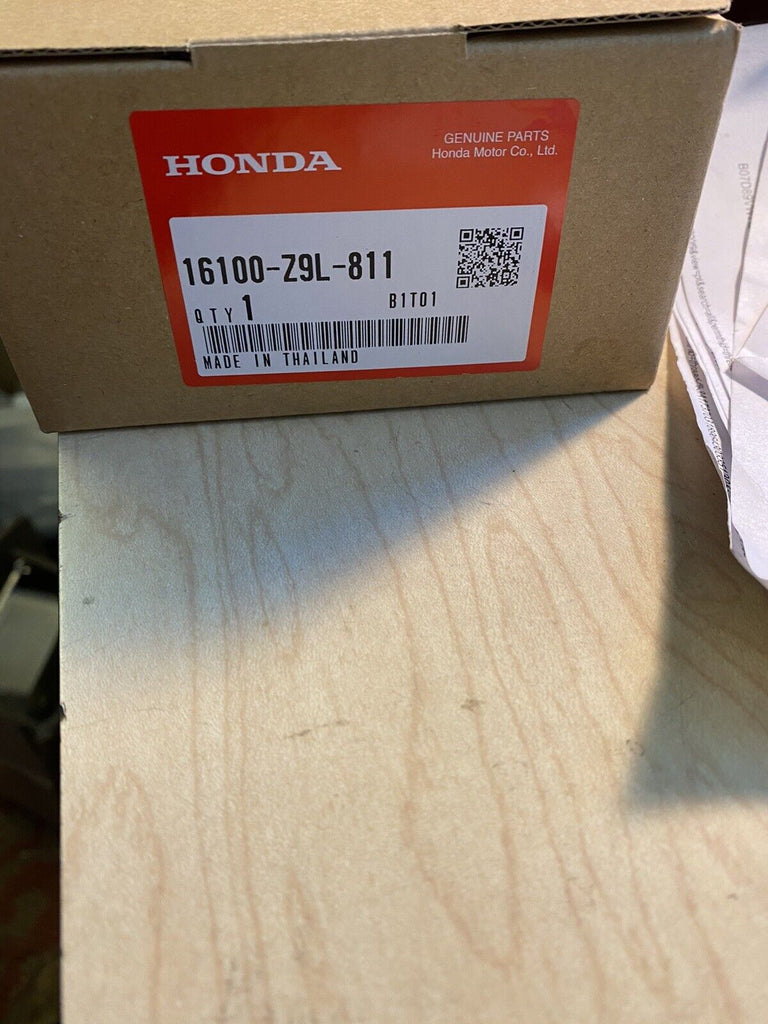 GENUINE PARTS
HONDA
Honda Motor Co., Ltd.
16100-Z9L-811
QTY 1
B1T01
MADE IN THAILAND